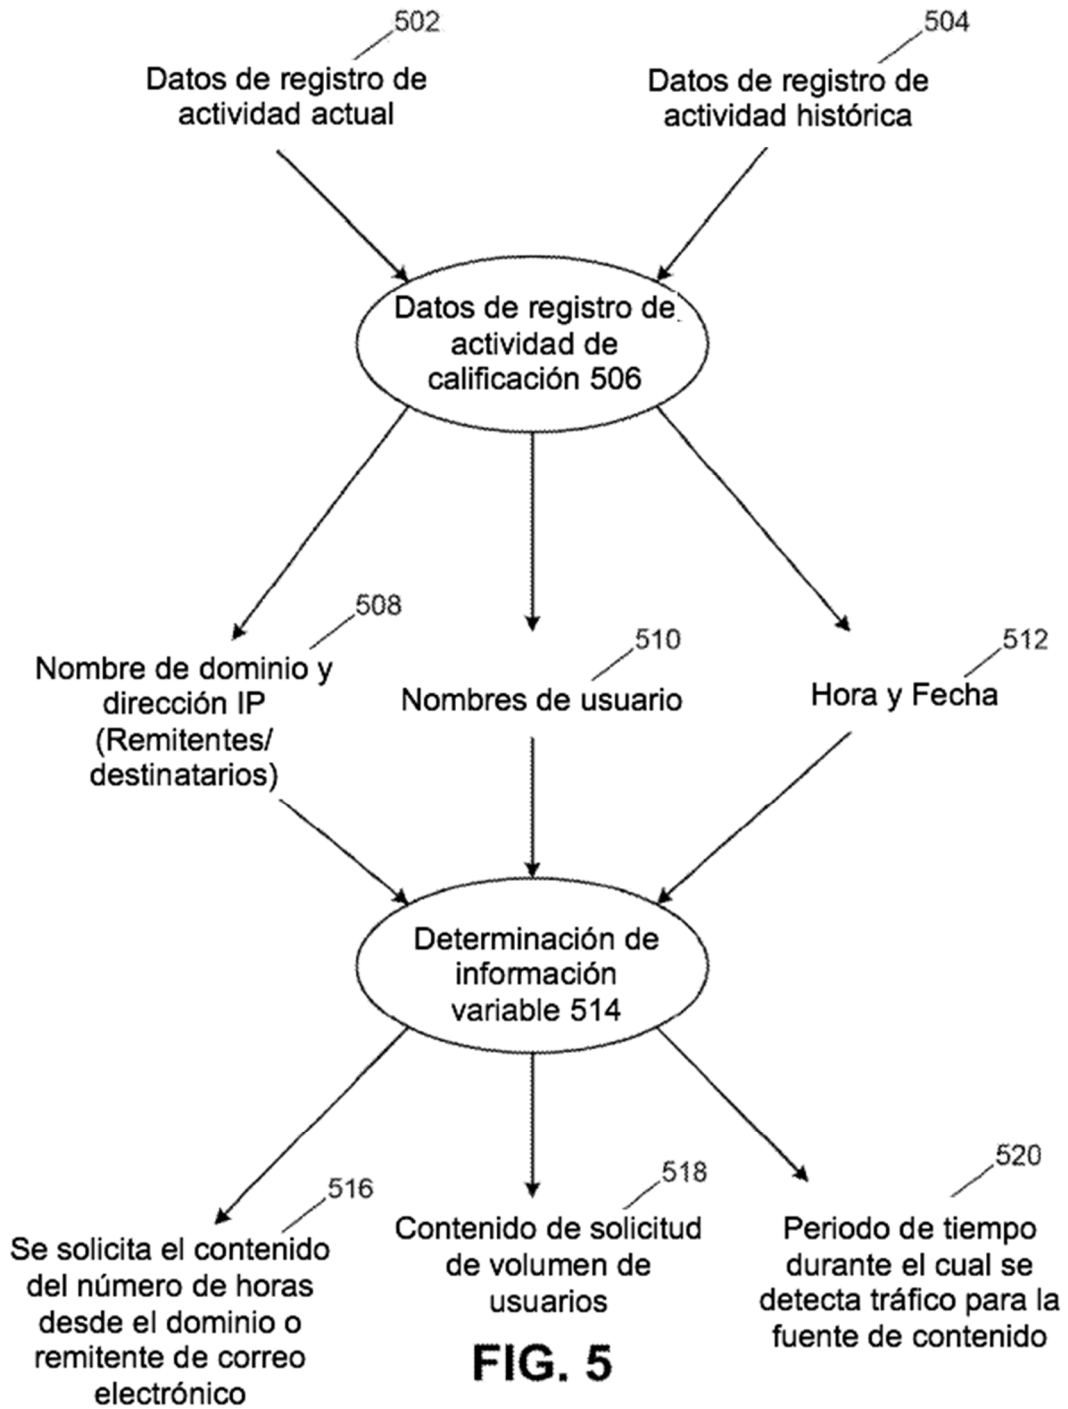 502
Datos de registro de
actividad actual
504
Datos de registro de
actividad histórica
Datos de registro de
actividad de
calificación 506
508
Nombre de dominio y
dirección IP
(Remitentes/
destinatarios)
510
Nombres de usuario
512
Hora y Fecha
Determinación de
información
variable 514
516
Se solicita el contenido
del número de horas
desde el dominio o
remitente de correo
electrónico
518
Contenido de solicitud
de volumen de
usuarios
520
Periodo de tiempo
durante el cual se
detecta tráfico para la
fuente de contenido
FIG. 5